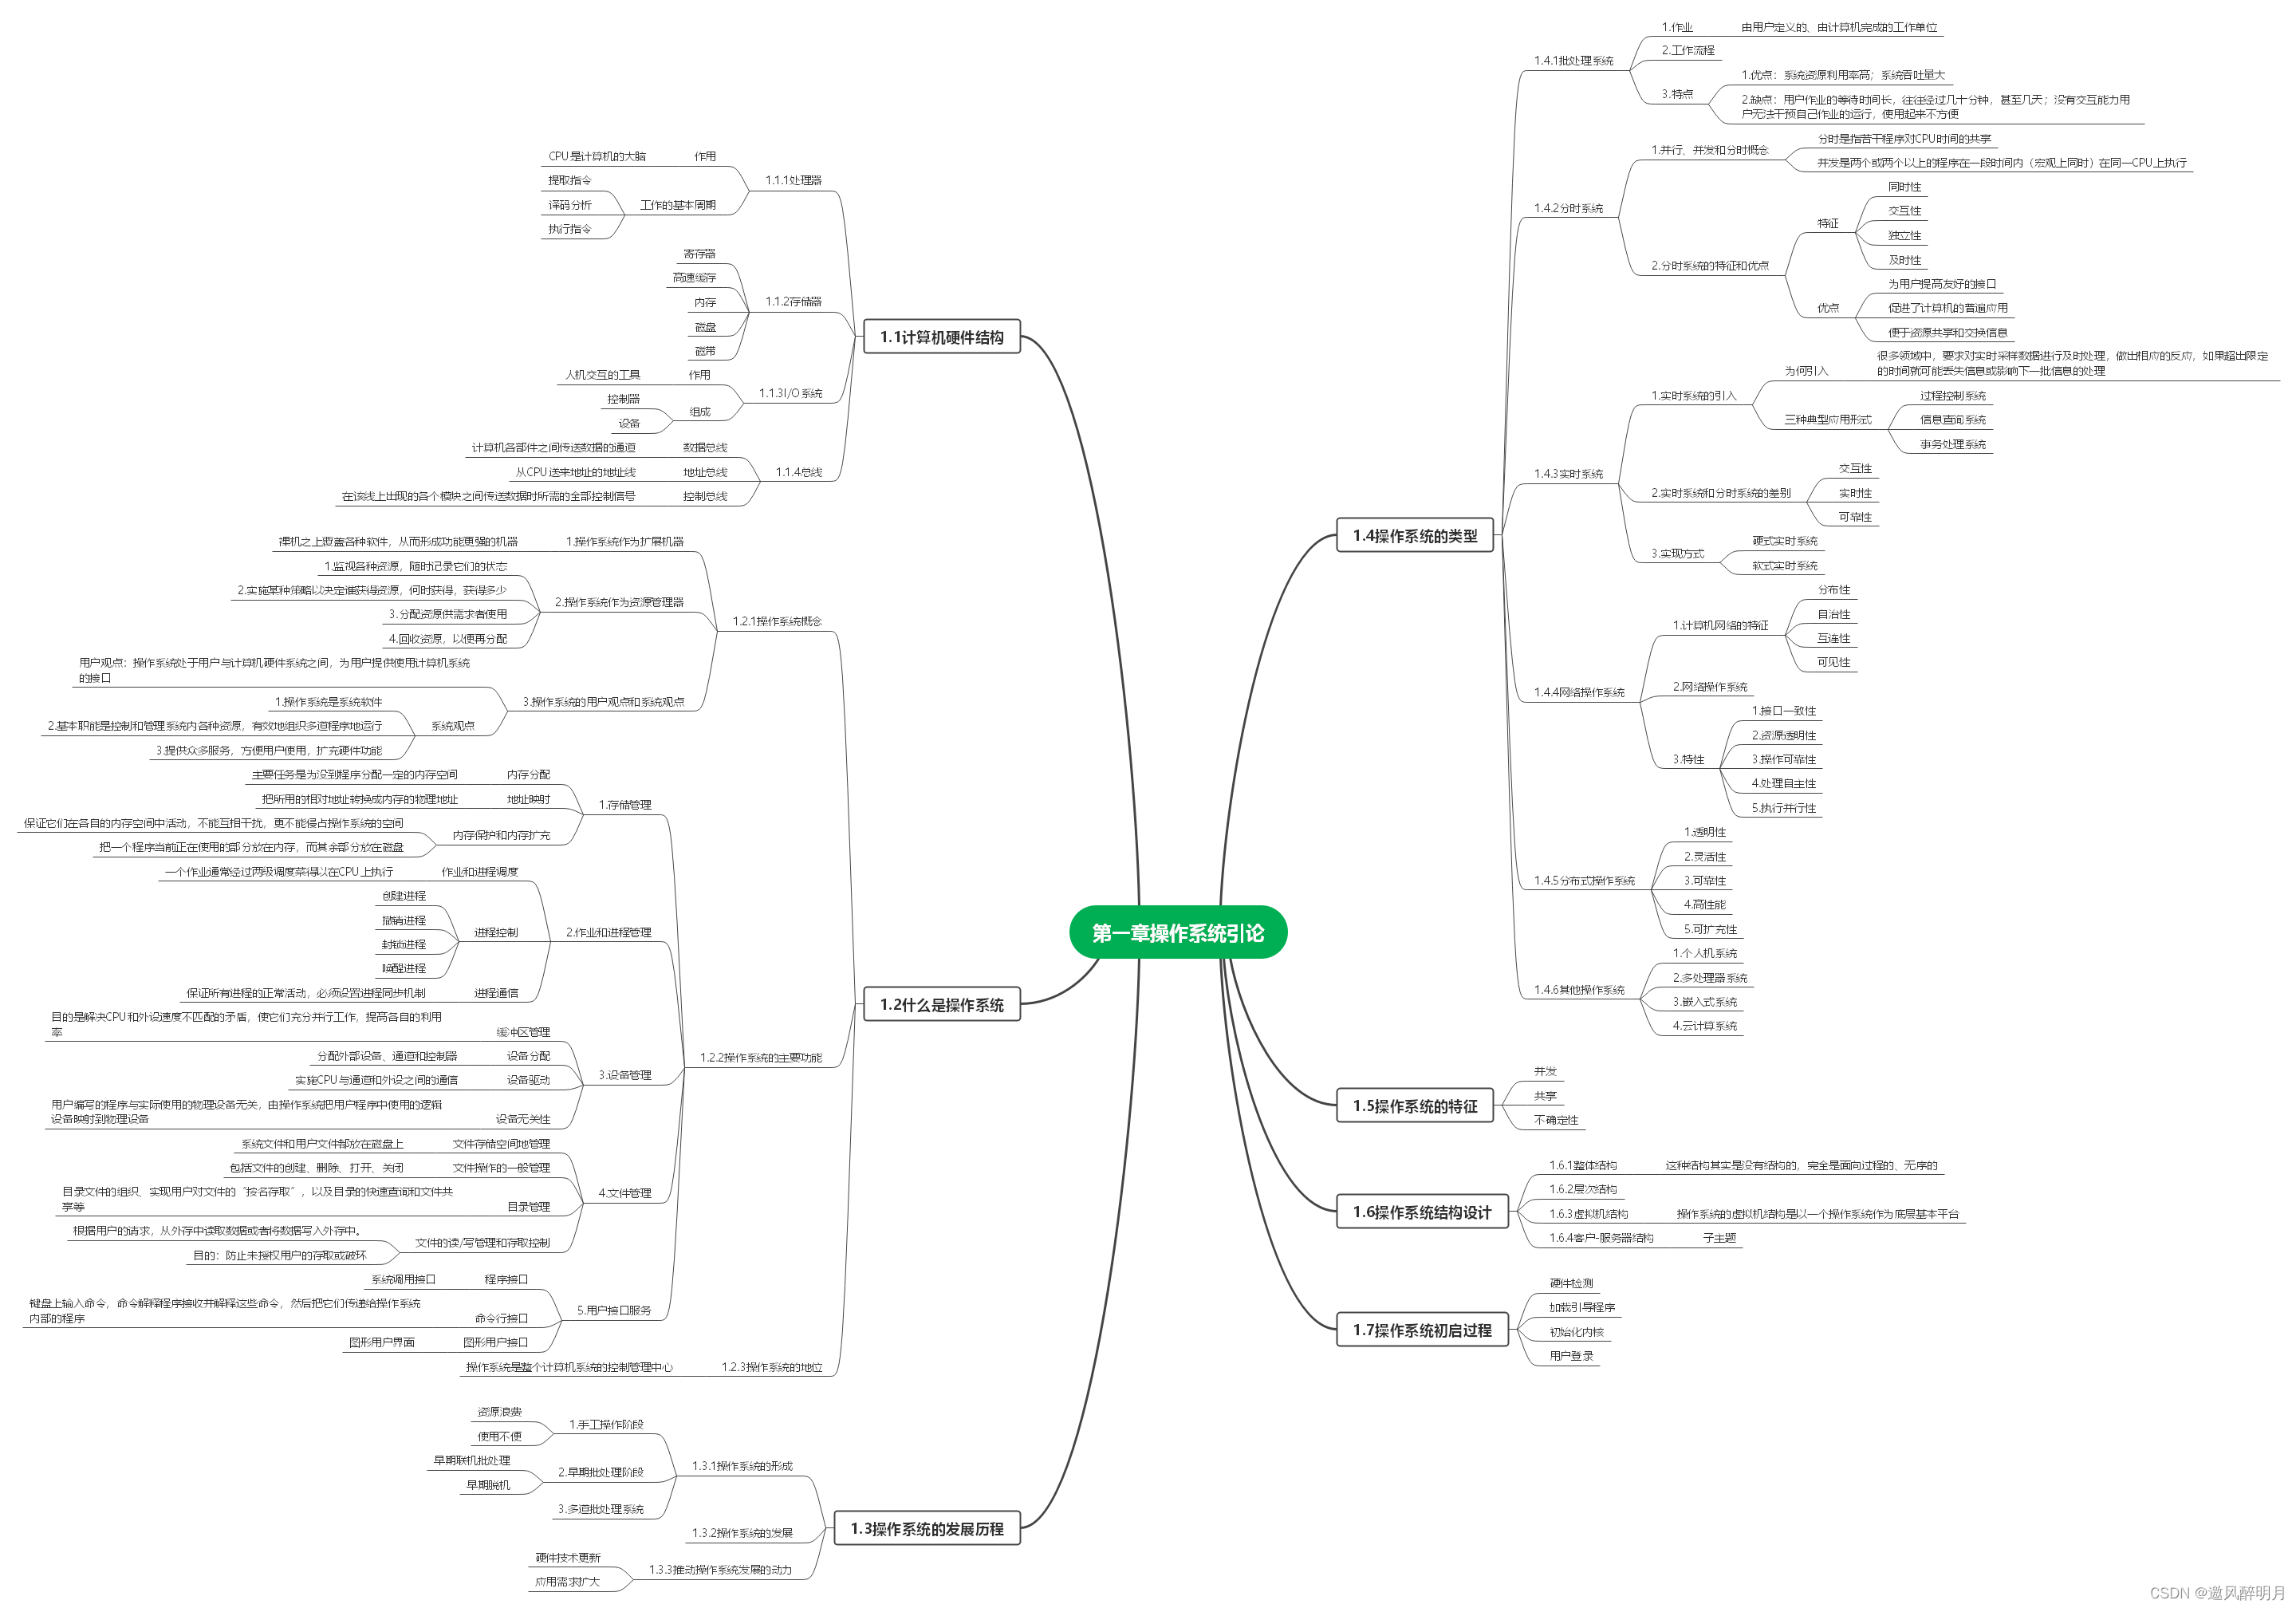 第一章操作系统引论
1.1计算机硬件结构
1.1.1处理器
作用
CPU是计算机的大脑
工作的基本周期
提取指令
译码分析
执行指令
1.1.2存储器
寄存器
高速缓存
内存
磁盘
磁带
1.1.3I/O系统
作用
人机交互的工具
组成
控制器
设备
1.1.4总线
数据总线
计算机各部件之间传送数据的通道
地址总线
从CPU送来地址的地址线
控制总线
在该线上出现的各个模块之间传送数据时所需的全部控制信号
1.2什么是操作系统
1.2.1操作系统概念
1.操作系统作为扩展机器
裸机之上覆盖各种软件，从而形成功能更强的机器
2.操作系统作为资源管理器
1.监视各种资源，随时记录它们的状态
2.实施某种策略以决定谁获得资源，何时获得，获得多少
3.分配资源供需求者使用
4.回收资源，以便再分配
3.操作系统的用户观点和系统观点
用户观点：操作系统处于用户与计算机硬件系统之间，为用户提供使用计算机系统
的接口
系统观点
1.操作系统是系统软件
2.基本职能是控制和管理系统内各种资源，有效地组织多道程序地运行
3.提供众多服务，方便用户使用，扩充硬件功能
1.2.2操作系统的主要功能
1.存储管理
内存分配
主要任务是为没到程序分配一定的内存空间
地址映射
把所用的相对地址转换成内存的物理地址
内存保护和内存扩充
保证它们在各目的内存空间中活动，不能互相干扰，更不能侵占操作系统的空间
把一个程序当前正在使用的部分放在内存，而其余部分放在磁盘
2.作业和进程管理
作业和进程调度
一个作业通常经过两级调度菜得以在CPU上执行
进程控制
创建进程
撤销进程
封锁进程
唤醒进程
进程通信
保证所有进程的正常活动，必须设置进程同步机制
3.设备管理
缓冲区管理
目的是解决CPU和外设速度不匹配的矛盾，使它们充分并行工作，提高各目的利用
率
设备分配
分配外部设备、通道和控制器
设备驱动
实施CPU与通道和外设之间的通信
设备无关性
用户编写的程序与实际使用的物理设备无关，由操作系统把用户程序中使用的逻辑
设备映射到物理设备
4.文件管理
文件存储空间地管理
系统文件和用户文件都放在磁盘上
文件操作的一般管理
包括文件的创建、删除、打开、关闭
目录管理
目录文件的组织、实现用户对文件的“按名存取”，以及目录的快速查询和文件共
享等
文件的读/写管理和存取控制
根据用户的请求，从外存中读取数据或者将数据写入外存中。
目的：防止未授权用户的存取或破坏
5.用户接口服务
程序接口
系统调用接口
命令行接口
键盘上输入命令，命令解释程序接收并解释这些命令，然后把它们传递给操作系统
内部的程序
图形用户接口
图形用户界面
1.2.3操作系统的地位
操作系统是整个计算机系统的控制管理中心
1.3操作系统的发展历程
1.3.1操作系统的形成
1.手工操作阶段
资源浪费
使用不便
2.早期批处理阶段
早期联机批处理
早期脱机
3.多道批处理系统
1.3.2操作系统的发展
1.3.3推动操作系统发展的动力
硬件技术更新
应用需求扩大
1.4操作系统的类型
1.4.1批处理系统
1.作业
由用户定义的、由计算机完成的工作单位
2.工作流程
3.特点
1.优点：系统资源利用率高；系统吞吐量大
2.缺点：用户作业的等待时间长，往往经过几十分钟，甚至几天；没有交互能力用
户无法干预自己作业的运行，使用起来不方便
1.4.2分时系统
1.并行、并发和分时概念
分时是指若干程序对CPU时间的共享
并发是两个或两个以上的程序在一段时间内（宏观上同时）在同一CPU上执行
2.分时系统的特征和优点
特征
同时性
交互性
独立性
及时性
优点
为用户提高友好的接口
促进了计算机的普遍应用
便于资源共享和交换信息
1.4.3实时系统
1.实时系统的引入
为何引入
很多领域中，要求对实时采样数据进行及时处理，做出相应的反应，如果超出限定
的时间就可能丢失信息或影响下一批信息的处理
三种典型应用形式
过程控制系统
信息查询系统
事务处理系统
2.实时系统和分时系统的差别
交互性
实时性
可靠性
3.实现方式
硬式实时系统
软式实时系统
1.4.4网络操作系统
1.计算机网络的特征
分布性
自治性
互连性
可见性
2.网络操作系统
3.特性
1.接口一致性
2.资源透明性
3.操作可靠性
4.处理自主性
5.执行并行性
1.4.5分布式操作系统
1.透明性
2.灵活性
3.可靠性
4.高性能
5.可扩充性
1.4.6其他操作系统
1.个人机系统
2.多处理器系统
3.嵌入式系统
4.云计算系统
1.5操作系统的特征
并发
共享
不确定性
1.6操作系统结构设计
1.6.1整体结构
这种结构其实是没有结构的，完全是面向过程的、无序的
1.6.2层次结构
1.6.3虚拟机结构
操作系统的虚拟机结构是以一个操作系统作为底层基本平台
1.6.4客户-服务器结构
子主题
1.7操作系统初启过程
硬件检测
加载引导程序
初始化内核
用户登录
CSDN @邀风醉明月